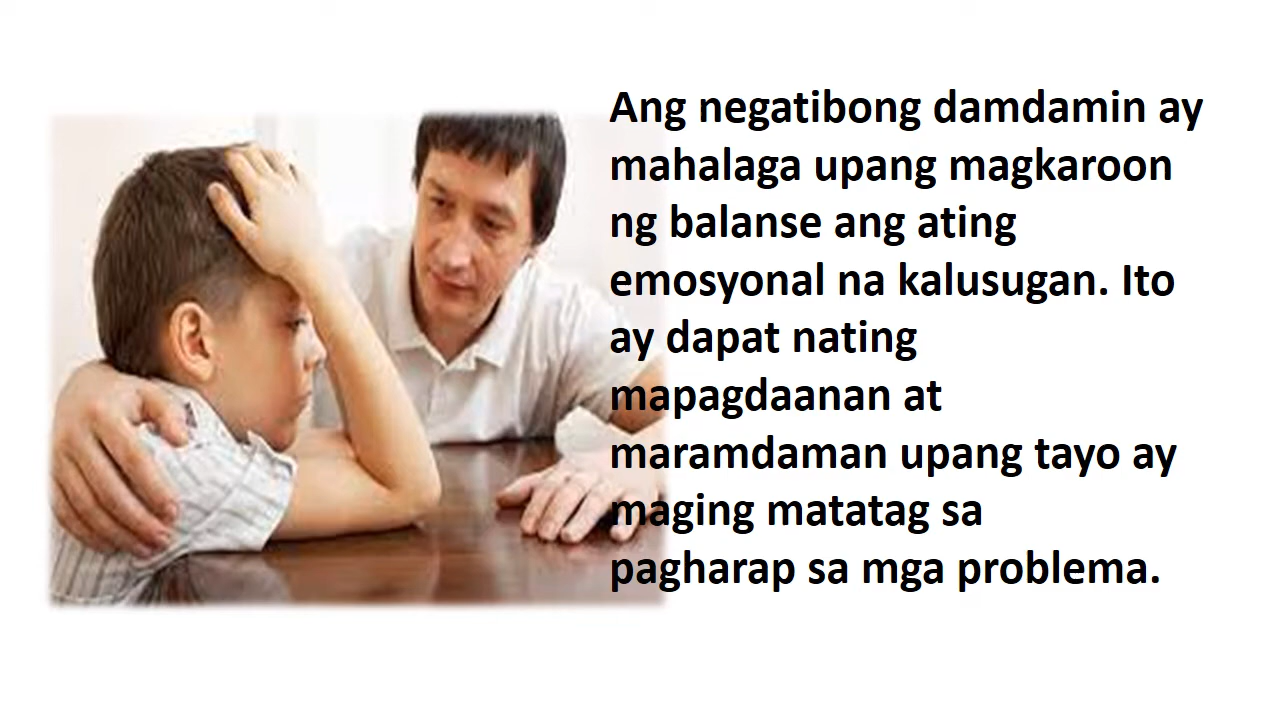 Ang negatibong damdamin ay
mahalaga upang magkaroon
ng balanse ang ating
emosyonal na kalusugan. Ito
ay dapat nating
mapagdaanan at
maramdaman upang tayo ay
maging matatag sa
pagharap sa mga problema.